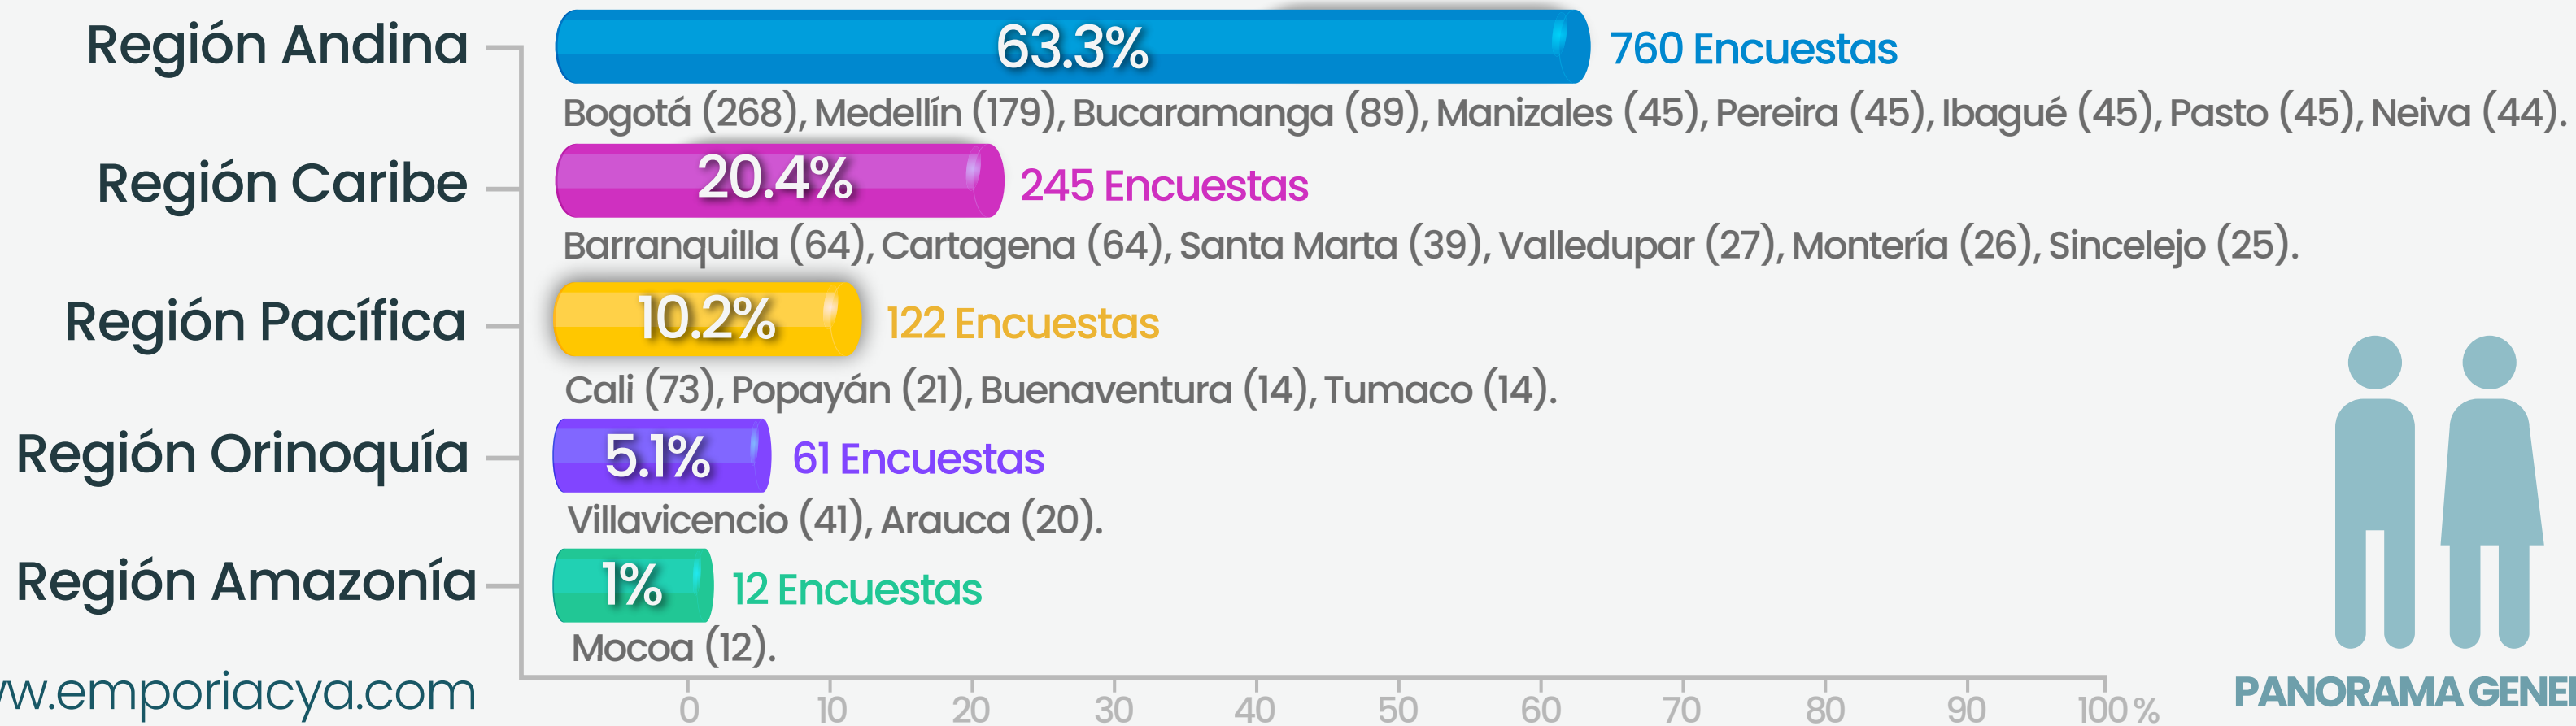 Región Andina 63.3% 760 Encuestas
Bogotá (268), Medellín (179), Bucaramanga (89), Manizales (45), Pereira (45), Ibagué (45), Pasto (45), Neiva (44).
Región Caribe 20.4% 245 Encuestas
Barranquilla (64), Cartagena (64), Santa Marta (39), Valledupar (27), Montería (26), Sincelejo (25).
Región Pacífica 10.2% 122 Encuestas
Cali (73), Popayán (21), Buenaventura (14), Tumaco (14).
Región Orinoquía 5.1% 61 Encuestas
Villavicencio (41), Arauca (20).
Región Amazonía 1% 12 Encuestas
Mocoa (12).
w.emporiacya.com
0 10 20 30 40 50 60 70 80 90 100 %
PANORAMA